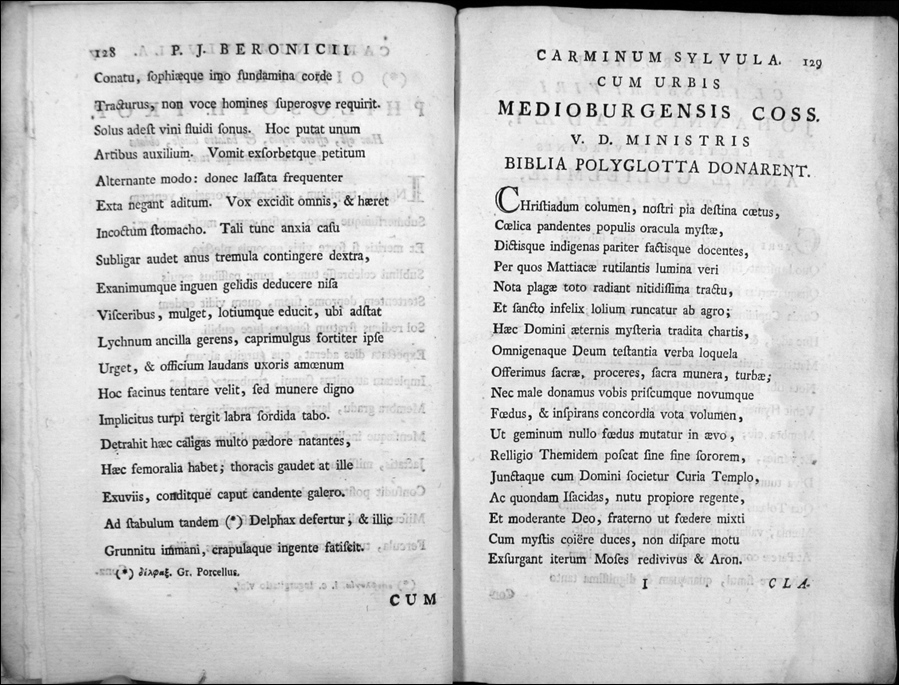 128 P. J. BERONICII
Conatu, ſophiæque imo fundamina corde
Tracturus, non voce homines ſuperosve requirit.
Solus adeſt vini fluidi ſonus. Hoc putat unum
Artibus auxilium. Vomit exſorbetque petitum
Alternante modo: donec laſſata frequenter
Exta negant aditum. Vox excidit omnis, & hæret
Incoctum ſtomacho. Tali tunc anxia caſu
Subligar audet anus tremula contingere dextra,
Exanimumque inguen gelidis deducere niſa
Viſceribus, mulget, lotiumque educit, ubi adſtat
Lychnum ancilla gerens, caprimulgus fortiter ipſe
Urget, & officium laudans uxoris amœnum
Hoc facinus tentare velit, ſed munere digno
Implicitus turpi tergit labra ſordida tabo.
Detrahit hæc caligas multo pædore natantes,
Hæc femoralia habet; thoracis gaudet at ille
Exuviis, conditque caput candente galero.
Ad ſtabulum tandem (*) Delphax defertur, & illic
Grunnitu immani, crapulaque ingente fatiſcit.
(*) δέλφαξ. Gr. Porcellus.
CUM
CARMINUM SYLVULA. 129
CUM URBIS
MEDIOBURGENSIS COSS.
V. D. MINISTRIS
BIBLIA POLYGLOTTA DONARENT.
CHriſtiadum columen, noſtri pia deſtina cœtus,
Cœlica pandentes populis oracula myſtæ,
Dictisque indigenas pariter factisque docentes,
Per quos Mattiacæ rutilantis lumina veri
Nota plagæ toto radiant nitidiſſima tractu,
Et ſancto infelix lolium runcatur ab agro;
Hæc Domini æternis myſteria tradita chartis,
Omnigenaque Deum teſtantia verba loquela
Offerimus ſacræ, proceres, ſacra munera, turbæ;
Nec male donamus vobis priſcumque novumque
Fœdus, & inſpirans concordia vota volumen,
Ut geminum nullo fœdus mutatur in ævo,
Relligio Themidem poſcat ſine fine ſororem,
Junctaque cum Domini ſocietur Curia Templo,
Ac quondam Iſacidas, nutu propiore regente,
Et moderante Deo, fraterno ut fœdere mixti
Cum myſtis coiëre duces, non diſpare motu
Exſurgant iterum Moſes redivivus & Aron.
I CLA-